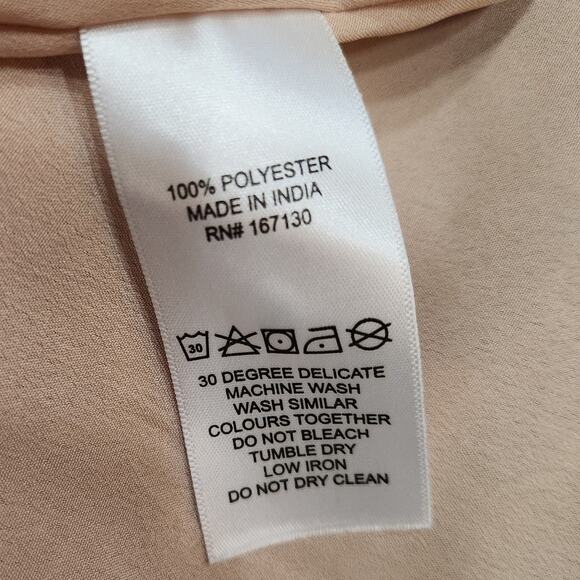 100% POLYESTER
MADE IN INDIA
RN# 167130
30
30 DEGREE DELICATE
MACHINE WASH
WASH SIMILAR
COLOURS TOGETHER
DO NOT BLEACH
TUMBLE DRY
LOW IRON
DO NOT DRY CLEAN